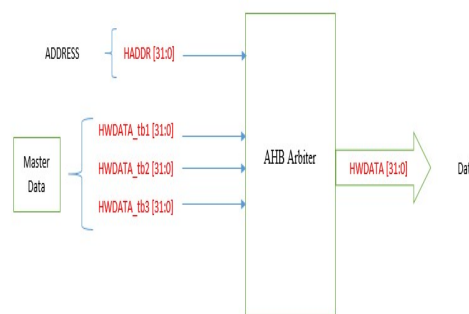 ADDRESS
HADDR [31:0]
HWDATA_tb1 [31:0]
Master
Data
HWDATA_tb2 [31:0]
HWDATA_tb3 [31:0]
AHB Arbiter
HWDATA [31:0]
Dat